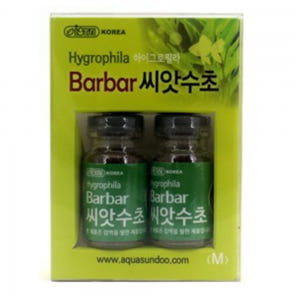 KOREA
Hygrophila 하이그로필라
Barbar 씨앗수초
KOREA
Hygrophila
Barbar
씨앗수초
KOREA
Hygrophila
Barbar
씨앗수초
www.aquasundoo.com
(M)